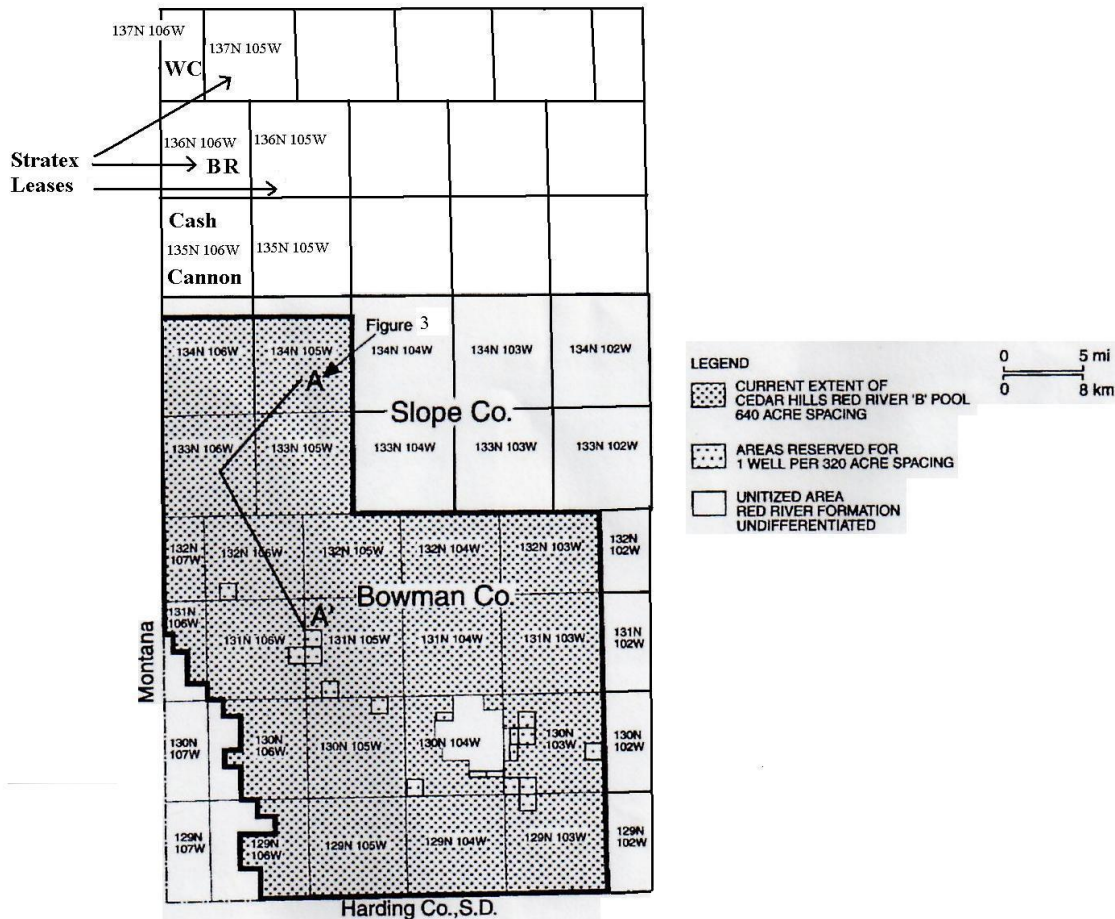 137N 106W
137N 105W
WC
136N 106W
136N 105W
BR
Stratex
Leases
Cash
135N 106W
135N 105W
Cannon
Figure 3
134N 106W
134N 105W
134N 104W
134N 103W
134N 102W
A
Slope Co.
133N 106W
133N 105W
133N 104W
133N 103W
133N 102W
132N
107W
132N 106W
132N 105W
132N 104W
132N 103W
132N
102W
Bowman Co.
A'
131N
106W
131N 106W
131N 105W
131N 104W
131N 103W
131N
102W
Montana
130N
107W
130N
106W
130N 105W
130N 104W
130N
103W
130N
102W
129N
107W
129N
106W
129N 105W
129N 104W
129N 103W
129N
102W
Harding Co.,S.D.
LEGEND
CURRENT EXTENT OF
CEDAR HILLS RED RIVER 'B' POOL
640 ACRE SPACING
AREAS RESERVED FOR
1 WELL PER 320 ACRE SPACING
UNITIZED AREA
RED RIVER FORMATION
UNDIFFERENTIATED
0 5 mi
0 8 km